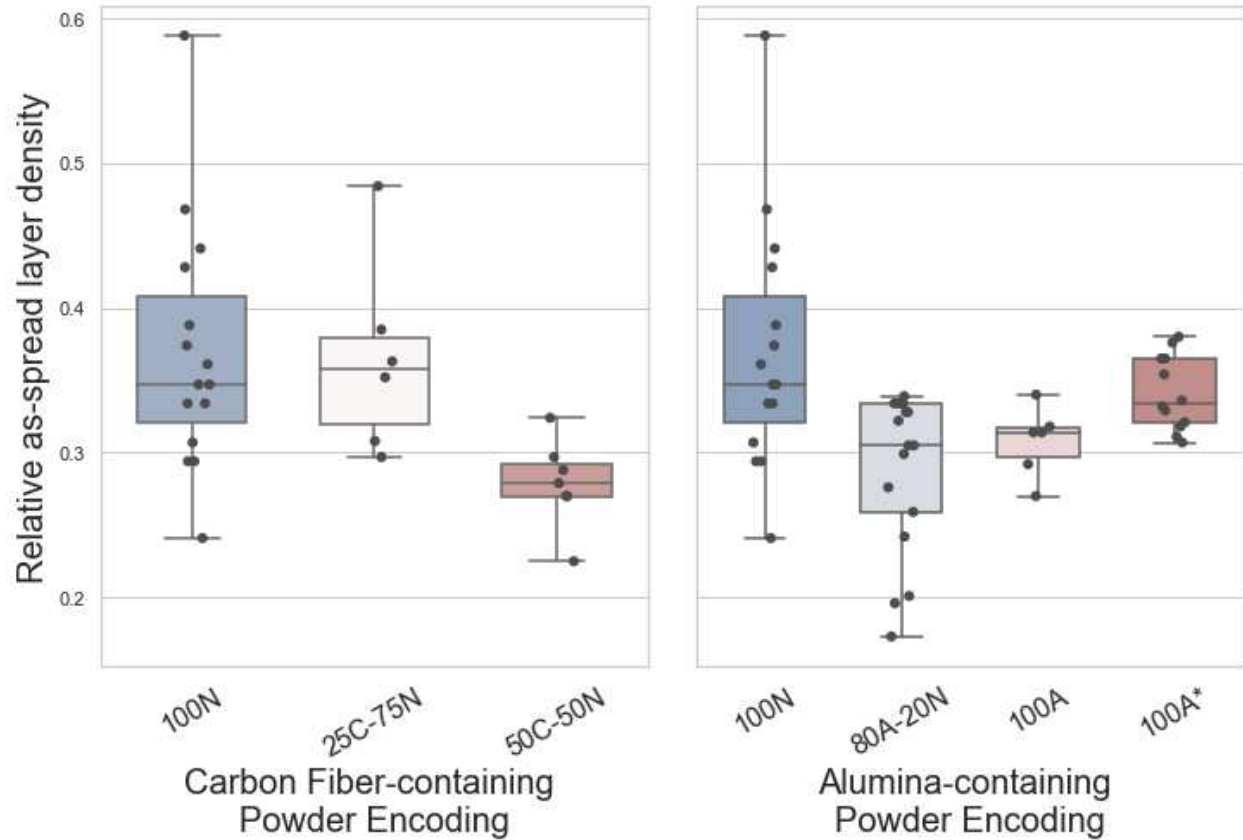 Relative as-spread layer density
0.6
0.5
0.4
0.3
0.2
100N
25C-75N
50C-50N
Carbon Fiber-containing
Powder Encoding
100N
80A-20N
100A
100A*
Alumina-containing
Powder Encoding